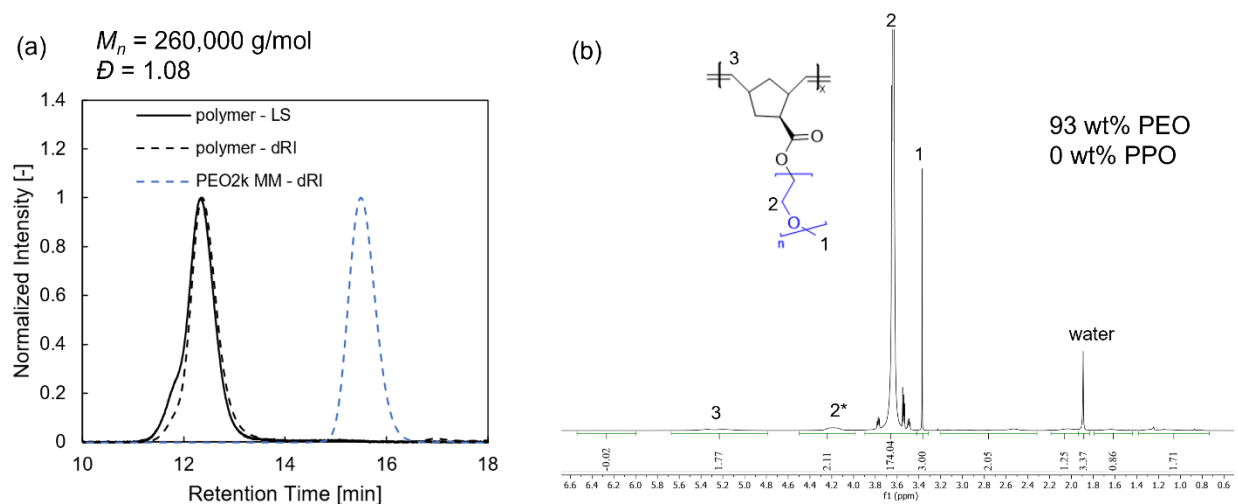 (a)
Mn = 260,000 g/mol
Đ = 1.08
Normalized Intensity [-]
1.4
1.2
1
0.8
0.6
0.4
0.2
0
polymer - LS
polymer - dRI
PEO2k MM - dRI
10
12
14
16
18
Retention Time [min]
(b)
2
3
x
O
O
2
O
n
1
93 wt% PEO
0 wt% PPO
1
water
3
2*
-0.02
1.77
2.11
174.04
3.00
2.05
1.25
3.37
0.86
1.71
6.6 6.4 6.2 6.0 5.8 5.6 5.4 5.2 5.0 4.8 4.6 4.4 4.2 4.0 3.8 3.6 3.4 3.2 3.0 2.8 2.6 2.4 2.2 2.0 1.8 1.6 1.4 1.2 1.0 0.8 0.6
f1 (ppm)